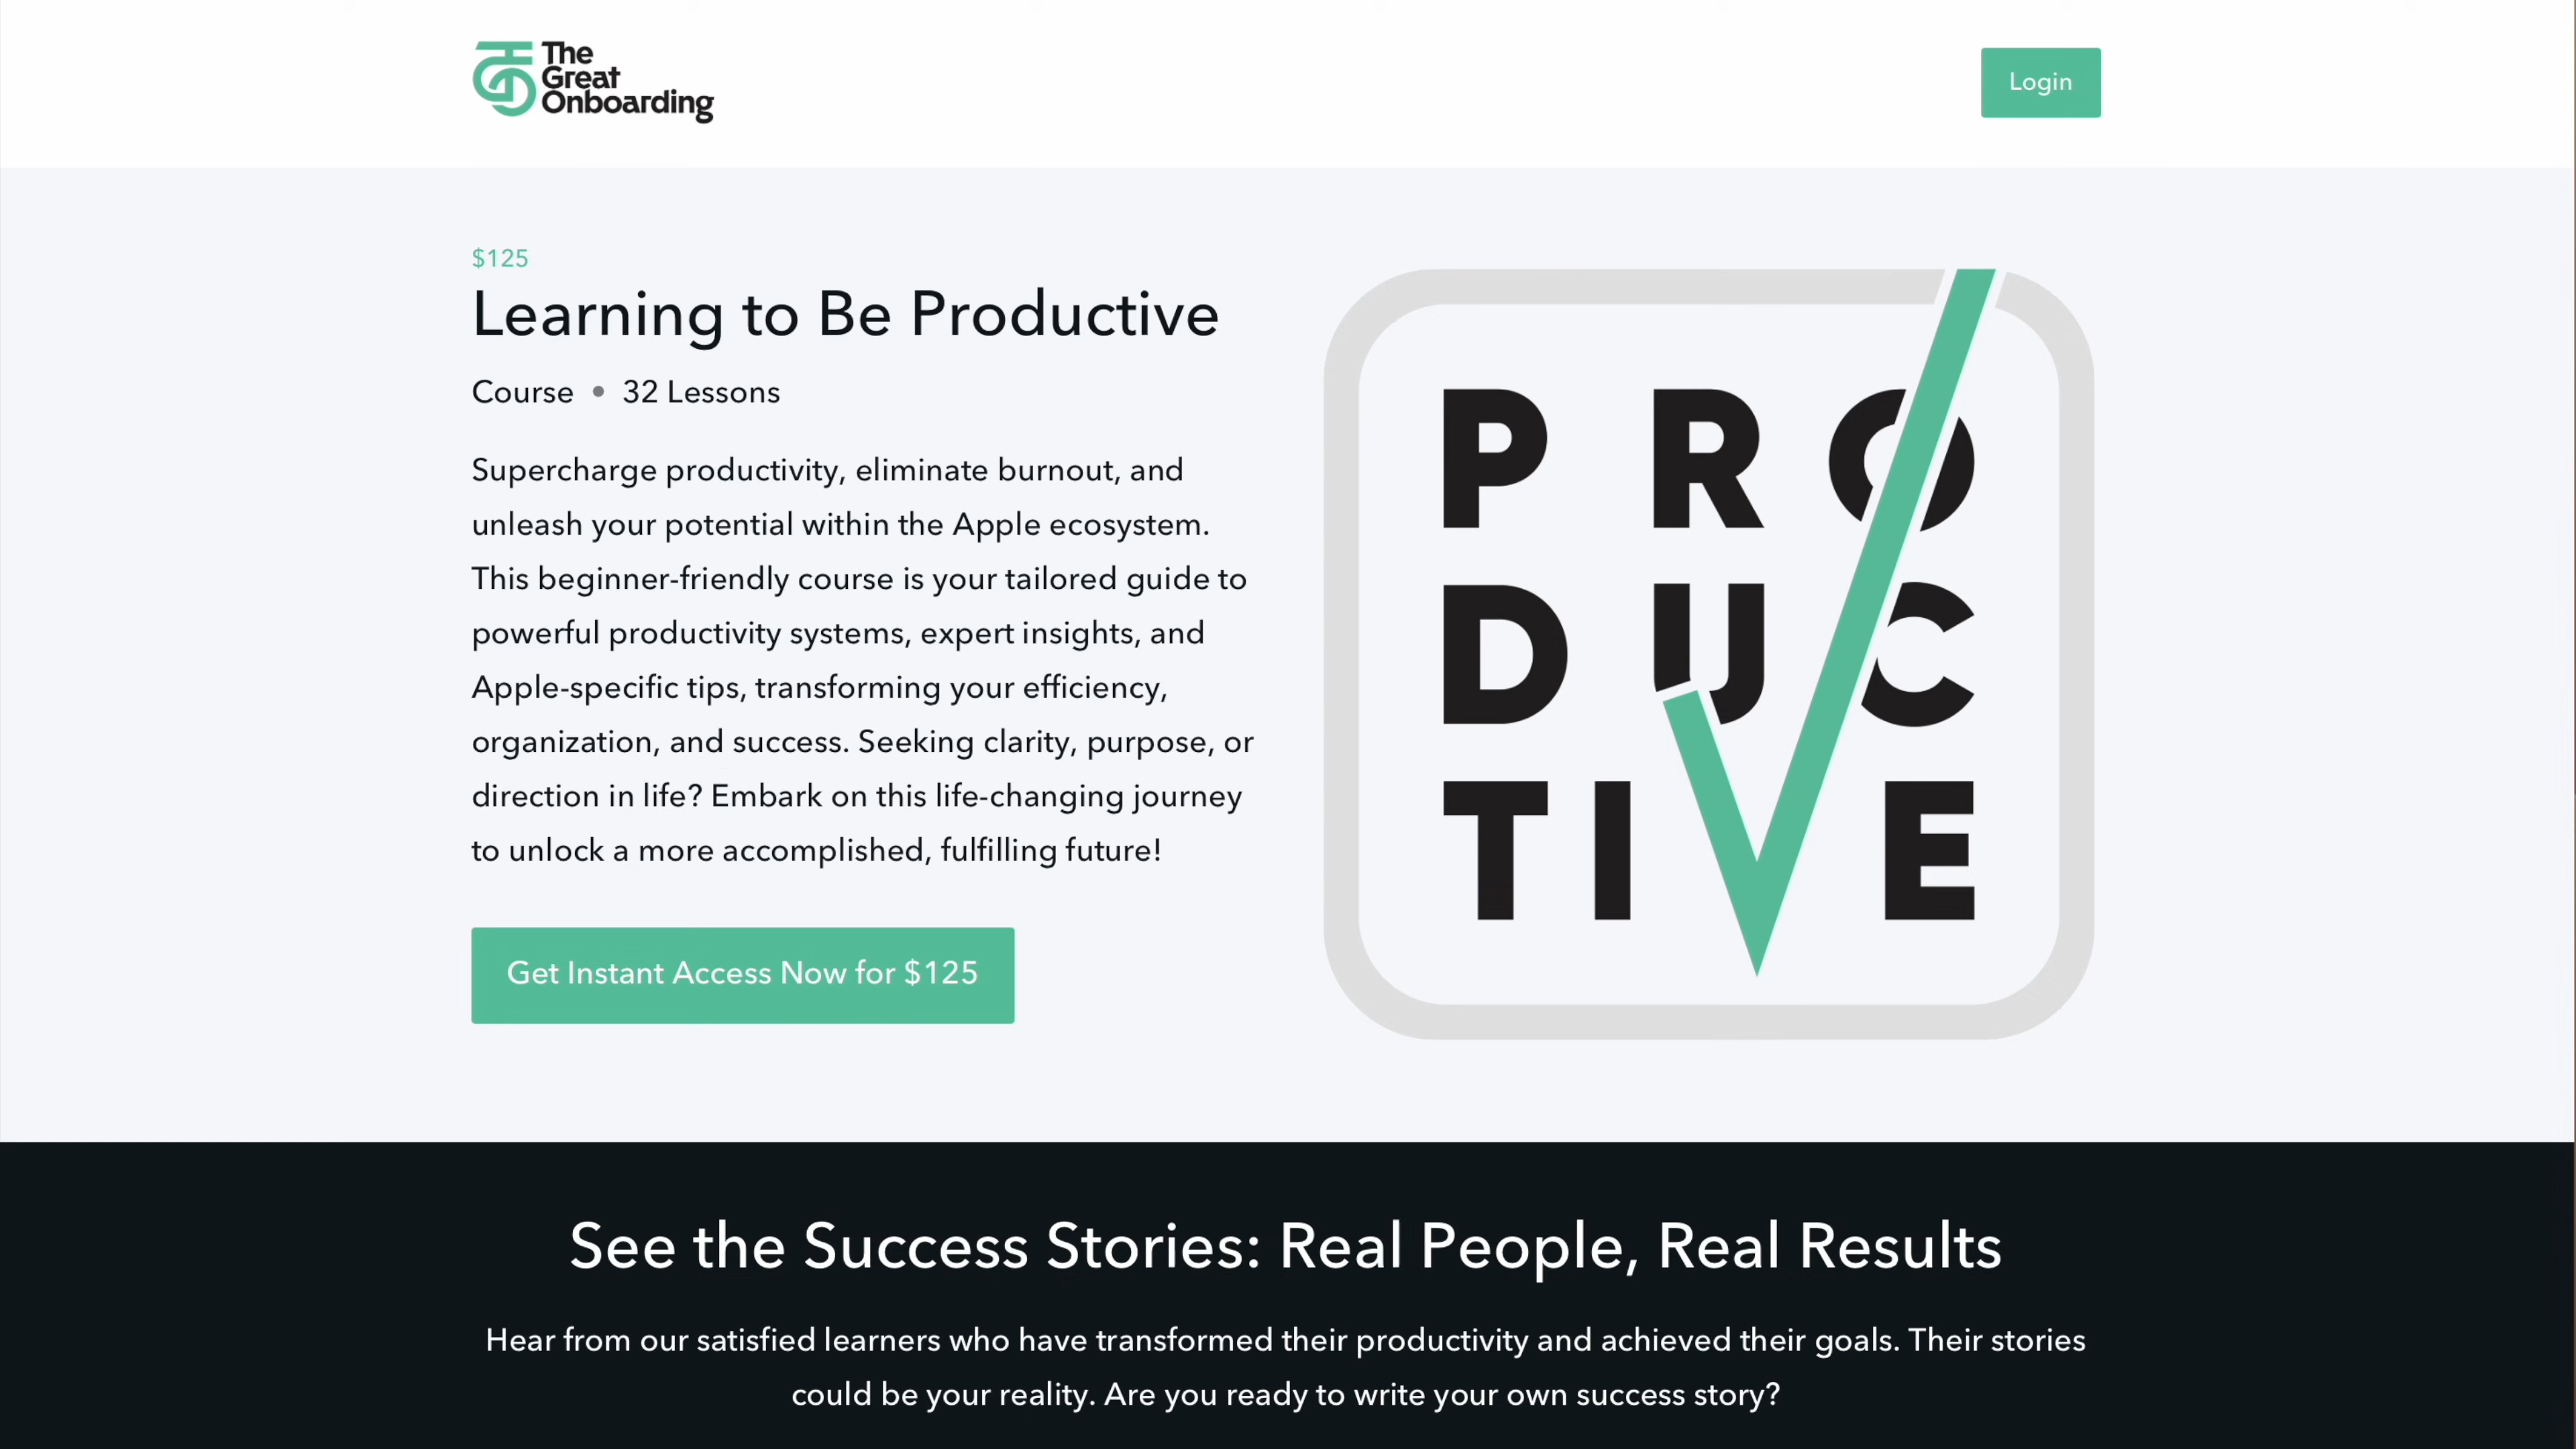 The
Great
Onboarding
Login
$125
Learning to Be Productive
Course • 32 Lessons
Supercharge productivity, eliminate burnout, and
unleash your potential within the Apple ecosystem.
This beginner-friendly course is your tailored guide to
powerful productivity systems, expert insights, and
Apple-specific tips, transforming your efficiency,
organization, and success. Seeking clarity, purpose, or
direction in life? Embark on this life-changing journey
to unlock a more accomplished, fulfilling future!
Get Instant Access Now for $125
PRO
DUC
TIVE
See the Success Stories: Real People, Real Results
Hear from our satisfied learners who have transformed their productivity and achieved their goals. Their stories
could be your reality. Are you ready to write your own success story?